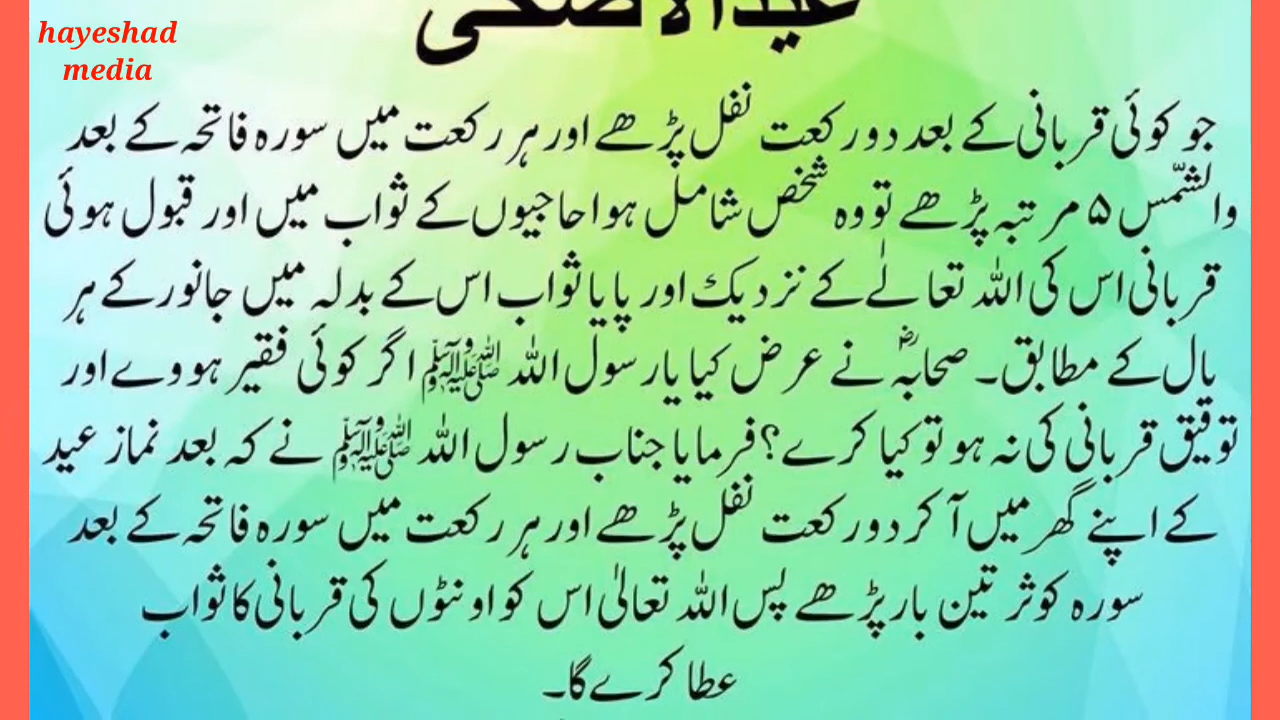 hayeshad
media
عیدالاضحی
جو کوئی قربانی کے بعد دو رکعت نفل پڑھے اور ہر رکعت میں سورہ فاتحہ کے بعد
والشّمس ۵ مرتبہ پڑھے تو وہ شخص شامل ہوا حاجیوں کے ثواب میں اور قبول ہوئی
قربانی اس کی اللہ تعالےٰ کے نزدیک اور پایا ثواب اس کے بدلہ میں جانور کے ہر
بال کے مطابق۔ صحابہؓ نے عرض کیا یارسول اللہ ﷺ اگر کوئی فقیر ہووے اور
توفیق قربانی کی نہ ہو تو کیا کرے؟ فرمایا جناب رسول اللہ ﷺ نے کہ بعد نماز عید
کے اپنے گھر میں آ کر دو رکعت نفل پڑھے اور ہر رکعت میں سورہ فاتحہ کے بعد
سورہ کوثر تین بار پڑھے پس اللہ تعالیٰ اس کو اونٹوں کی قربانی کا ثواب
عطا کرے گا۔